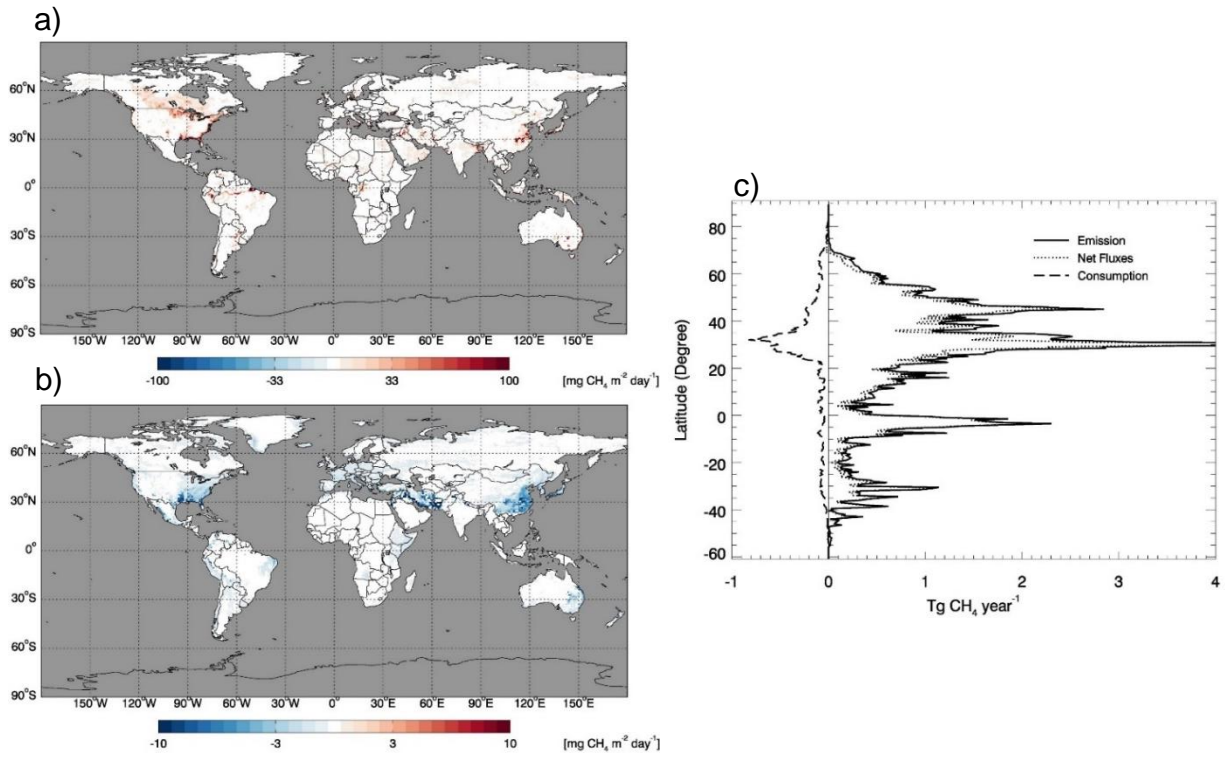 a)
60°N
30°N
0°
30°S
60°S
90°S
150°W 120°W 90°W 60°W 30°W 0° 30°E 60°E 90°E 120°E 150°E
-100 -33 33 100 [mg CH₄ m⁻² day⁻¹]
b)
60°N
30°N
0°
30°S
60°S
90°S
150°W 120°W 90°W 60°W 30°W 0° 30°E 60°E 90°E 120°E 150°E
-10 -3 3 10 [mg CH₄ m⁻² day⁻¹]
c)
Latitude (Degree)
80
60
40
20
0
-20
-40
-60
Emission
Net Fluxes
Consumption
-1 0 1 2 3 4
Tg CH₄ year⁻¹